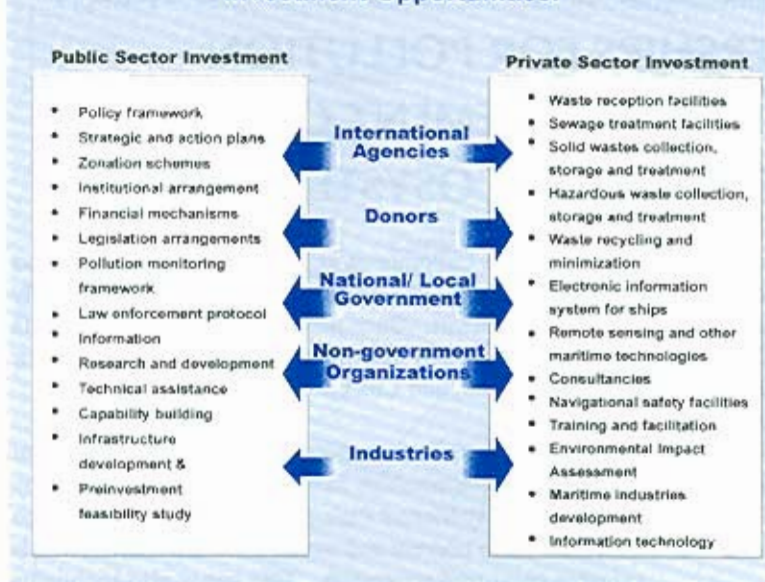 Public Sector Investment
• Policy framework
• Strategic and action plans
• Zonation schemes
• Institutional arrangement
• Financial mechanisms
• Legislation arrangements
• Pollution monitoring
framework
• Law enforcement protocol
• Information
• Research and development
• Technical assistance
• Capability building
• Infrastructure
development &
• Preinvestment
feasibility study
International
Agencies
Donors
National/ Local
Government
Non-government
Organizations
Industries
Private Sector Investment
• Waste reception facilities
• Sewage treatment facilities
• Solid wastes collection,
storage and treatment
• Hazardous waste collection,
storage and treatment
• Waste recycling and
minimization
• Electronic information
system for ships
• Remote sensing and other
maritime technologies
• Consultancies
• Navigational safety facilities
• Training and facilitation
• Environmental Impact
Assessment
• Maritime industries
development
• Information technology